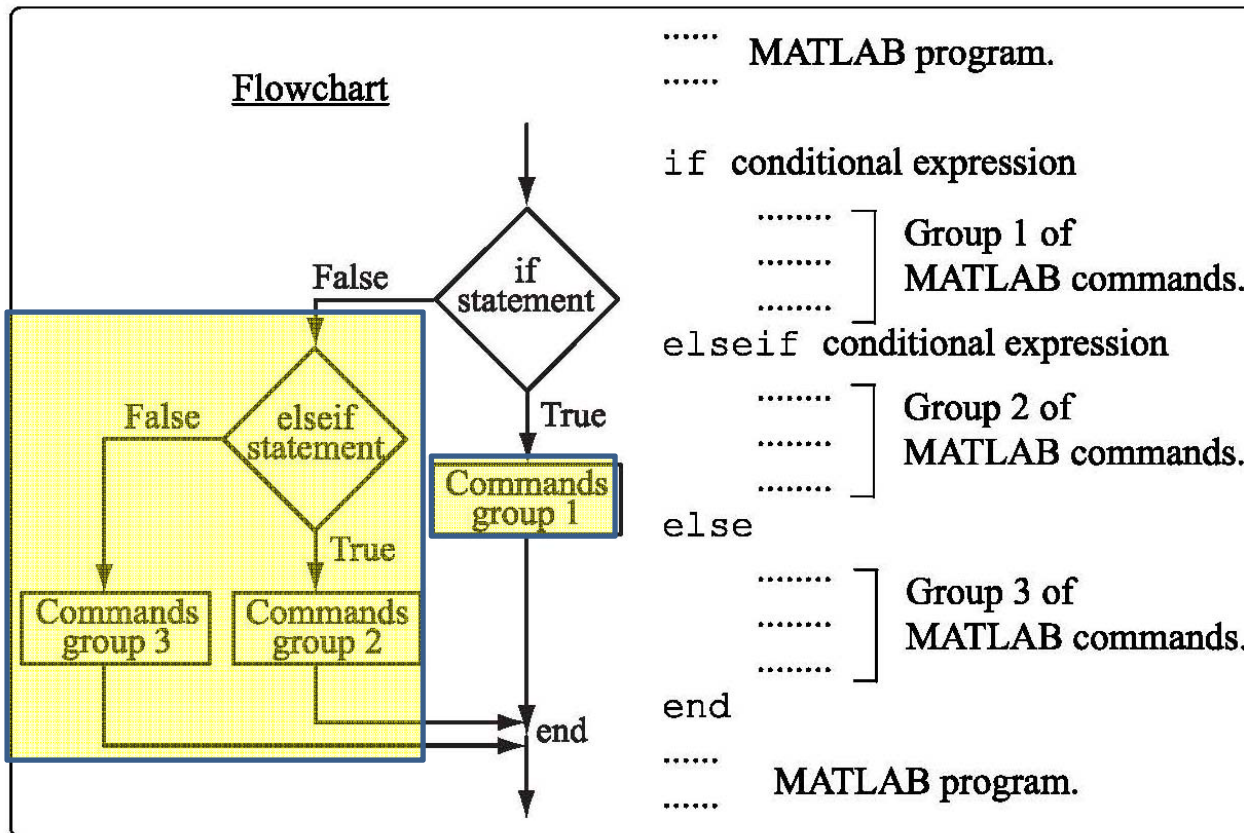 Flowchart
if
statement
False
True
elseif
statement
False
True
Commands
group 1
Commands
group 3
Commands
group 2
end
......
MATLAB program.
......
if conditional expression
........
........
........
Group 1 of
MATLAB commands.
elseif conditional expression
........
........
........
Group 2 of
MATLAB commands.
else
........
........
........
Group 3 of
MATLAB commands.
end
......
MATLAB program.
......